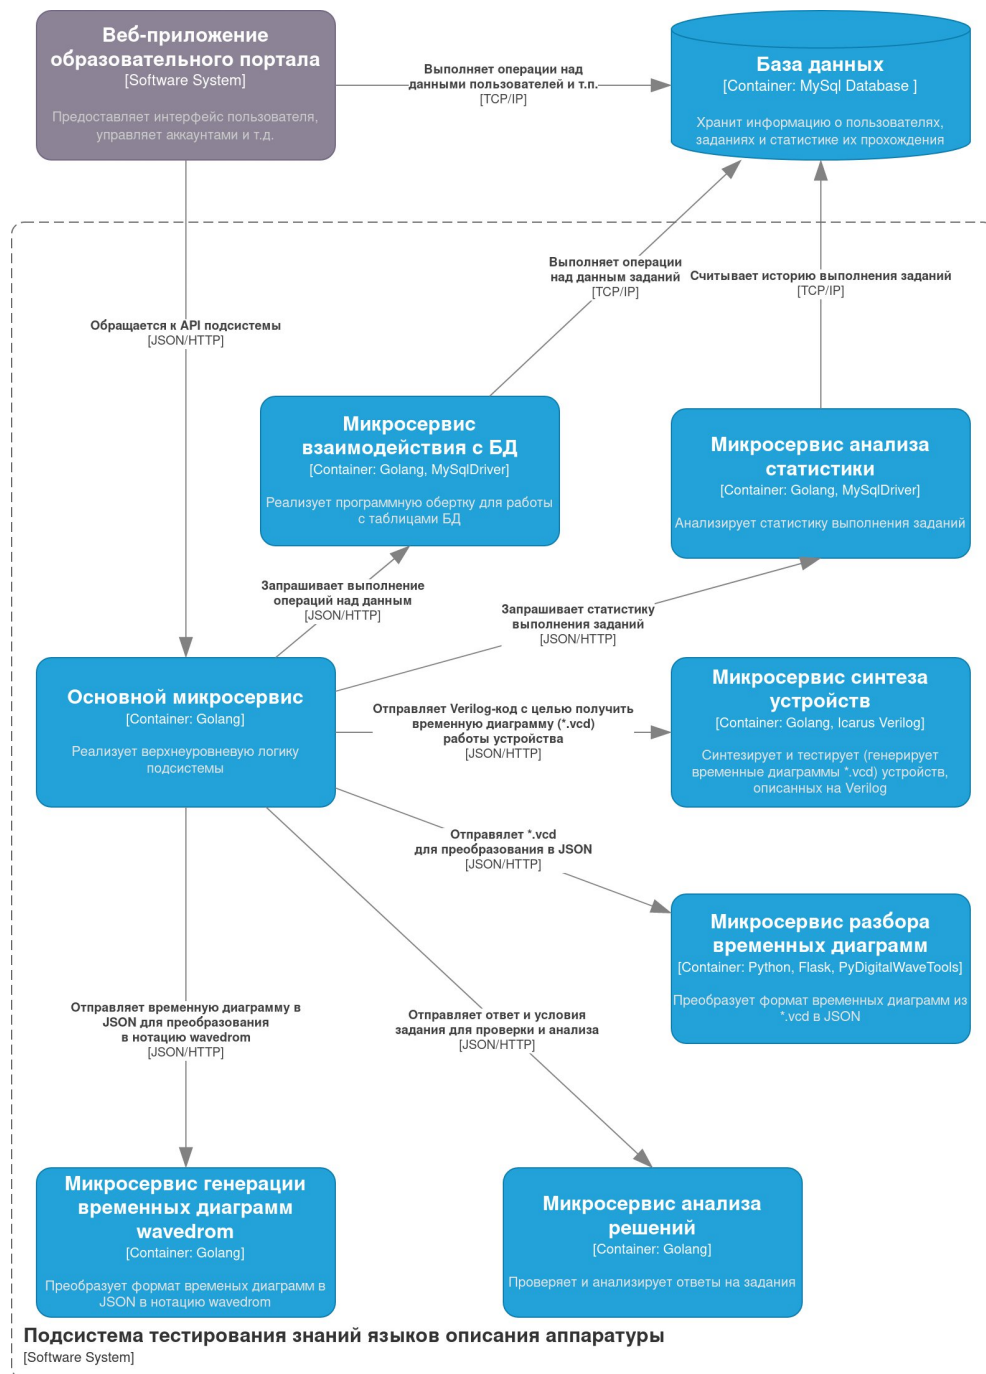 Веб-приложение
образовательного портала
[Software System]
Предоставляет интерфейс пользователя,
управляет аккаунтами и т.д.
Выполняет операции над
данными пользователей и т.п.
[TCP/IP]
База данных
[Container: MySql Database ]
Хранит информацию о пользователях,
заданиях и статистике их прохождения
Выполняет операции
над данным заданий
[TCP/IP]
Считывает историю выполнения заданий
[TCP/IP]
Обращается к API подсистемы
[JSON/HTTP]
Микросервис
взаимодействия с БД
[Container: Golang, MySqlDriver]
Реализует программную обертку для работы
с таблицами БД
Микросервис анализа
статистики
[Container: Golang, MySqlDriver]
Анализирует статистику выполнения заданий
Запрашивает выполнение
операций над данным
[JSON/HTTP]
Запрашивает статистику
выполнения заданий
[JSON/HTTP]
Основной микросервис
[Container: Golang]
Реализует верхнеуровневую логику
подсистемы
Отправляет Verilog-код с целью получить
временную диаграмму (*.vcd)
работы устройства
[JSON/HTTP]
Микросервис синтеза
устройств
[Container: Golang, Icarus Verilog]
Синтезирует и тестирует (генерирует
временные диаграммы *.vcd) устройств,
описанных на Verilog
Отправялет *.vcd
для преобразования в JSON
[JSON/HTTP]
Микросервис разбора
временных диаграмм
[Container: Python, Flask, PyDigitalWaveTools]
Преобразует формат временных диаграмм из
*.vcd в JSON
Отправляет временную диаграмму в
JSON для преобразования
в нотацию wavedrom
[JSON/HTTP]
Отправляет ответ и условия
задания для проверки и анализа
[JSON/HTTP]
Микросервис генерации
временных диаграмм
wavedrom
[Container: Golang]
Преобразует формат временых диаграмм в
JSON в нотацию wavedrom
Микросервис анализа
решений
[Container: Golang]
Проверяет и анализирует ответы на задания
Подсистема тестирования знаний языков описания аппаратуры
[Software System]